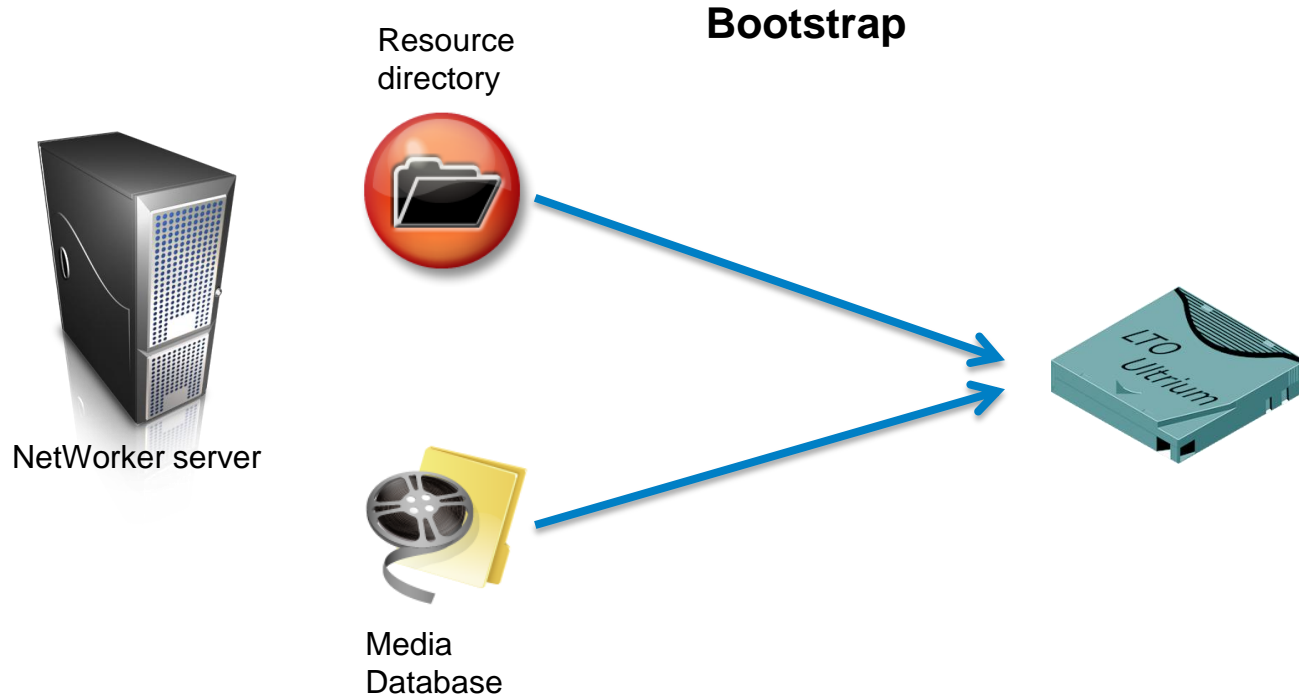 Bootstrap
Resource
directory
NetWorker server
LTO
Ultrium
Media
Database